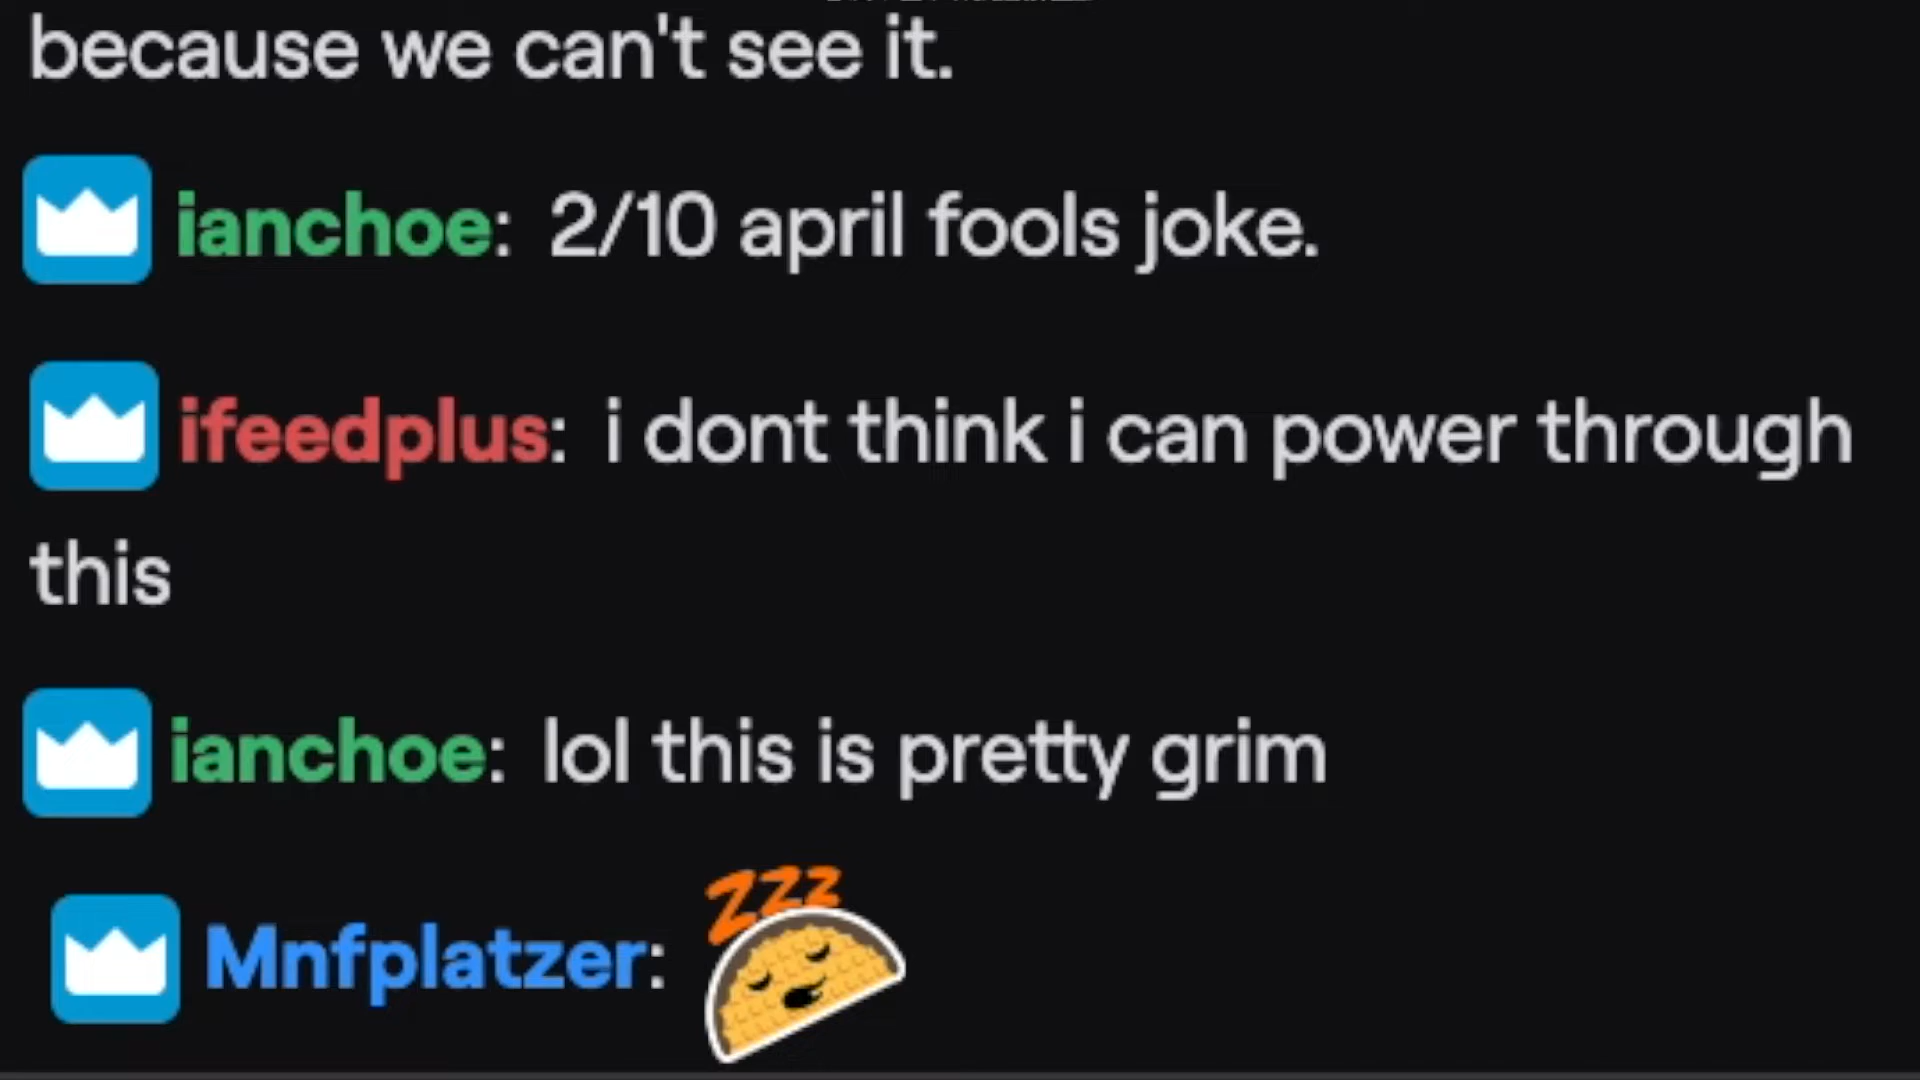 because we can't see it.
ianchoe: 2/10 april fools joke.
ifeedplus: i dont think i can power through
this
ianchoe: lol this is pretty grim
zzz
Mnfplatzer: